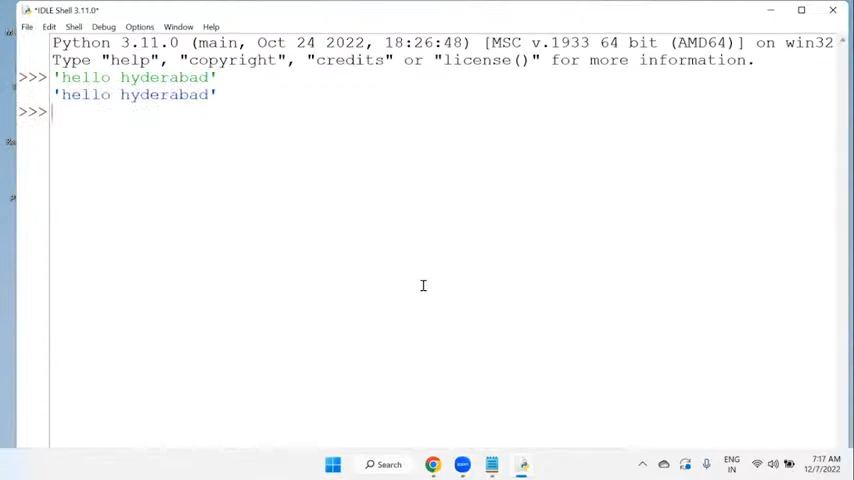 *IDLE Shell 3.11.0*
File Edit Shell Debug Options Window Help
Python 3.11.0 (main, Oct 24 2022, 18:26:48) [MSC v.1933 64 bit (AMD64)] on win32
Type "help", "copyright", "credits" or "license()" for more information.
>>> 'hello hyderabad'
'hello hyderabad'
>>>
Search
zoom
ENG
IN
7:17 AM
12/7/2022